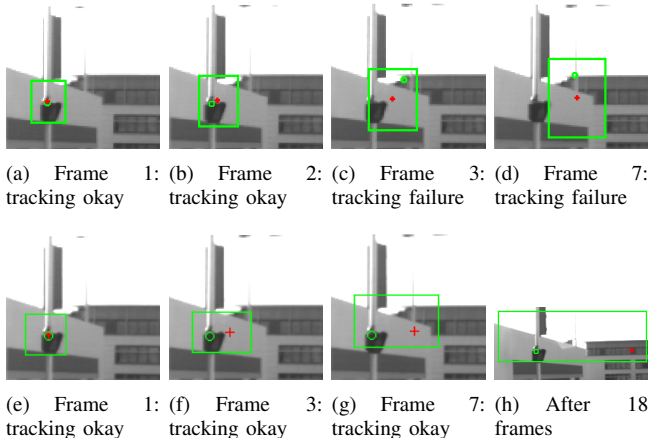 (a) Frame 1: tracking okay
(b) Frame 2: tracking okay
(c) Frame 3: tracking failure
(d) Frame 7: tracking failure
(e) Frame 1: tracking okay
(f) Frame 3: tracking okay
(g) Frame 7: tracking okay
(h) After 18 frames